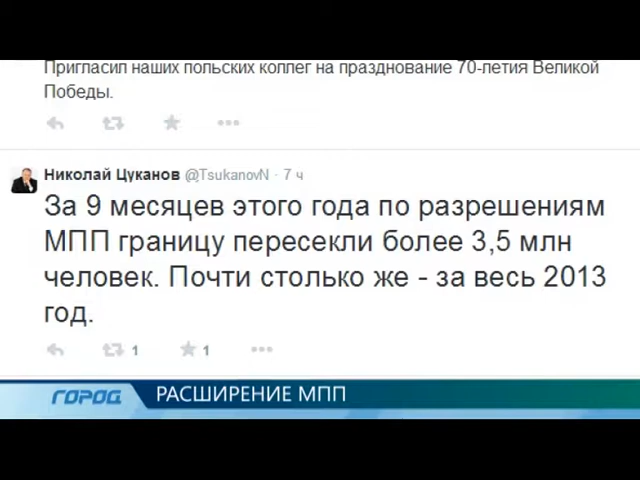 Пригласил наших польских коллег на празднование 70-летия Великой
Победы.
Николай Цуканов @TsukanovN · 7 ч
За 9 месяцев этого года по разрешениям
МПП границу пересекли более 3,5 млн
человек. Почти столько же - за весь 2013
год.
1 1
ГОРОД РАСШИРЕНИЕ МПП